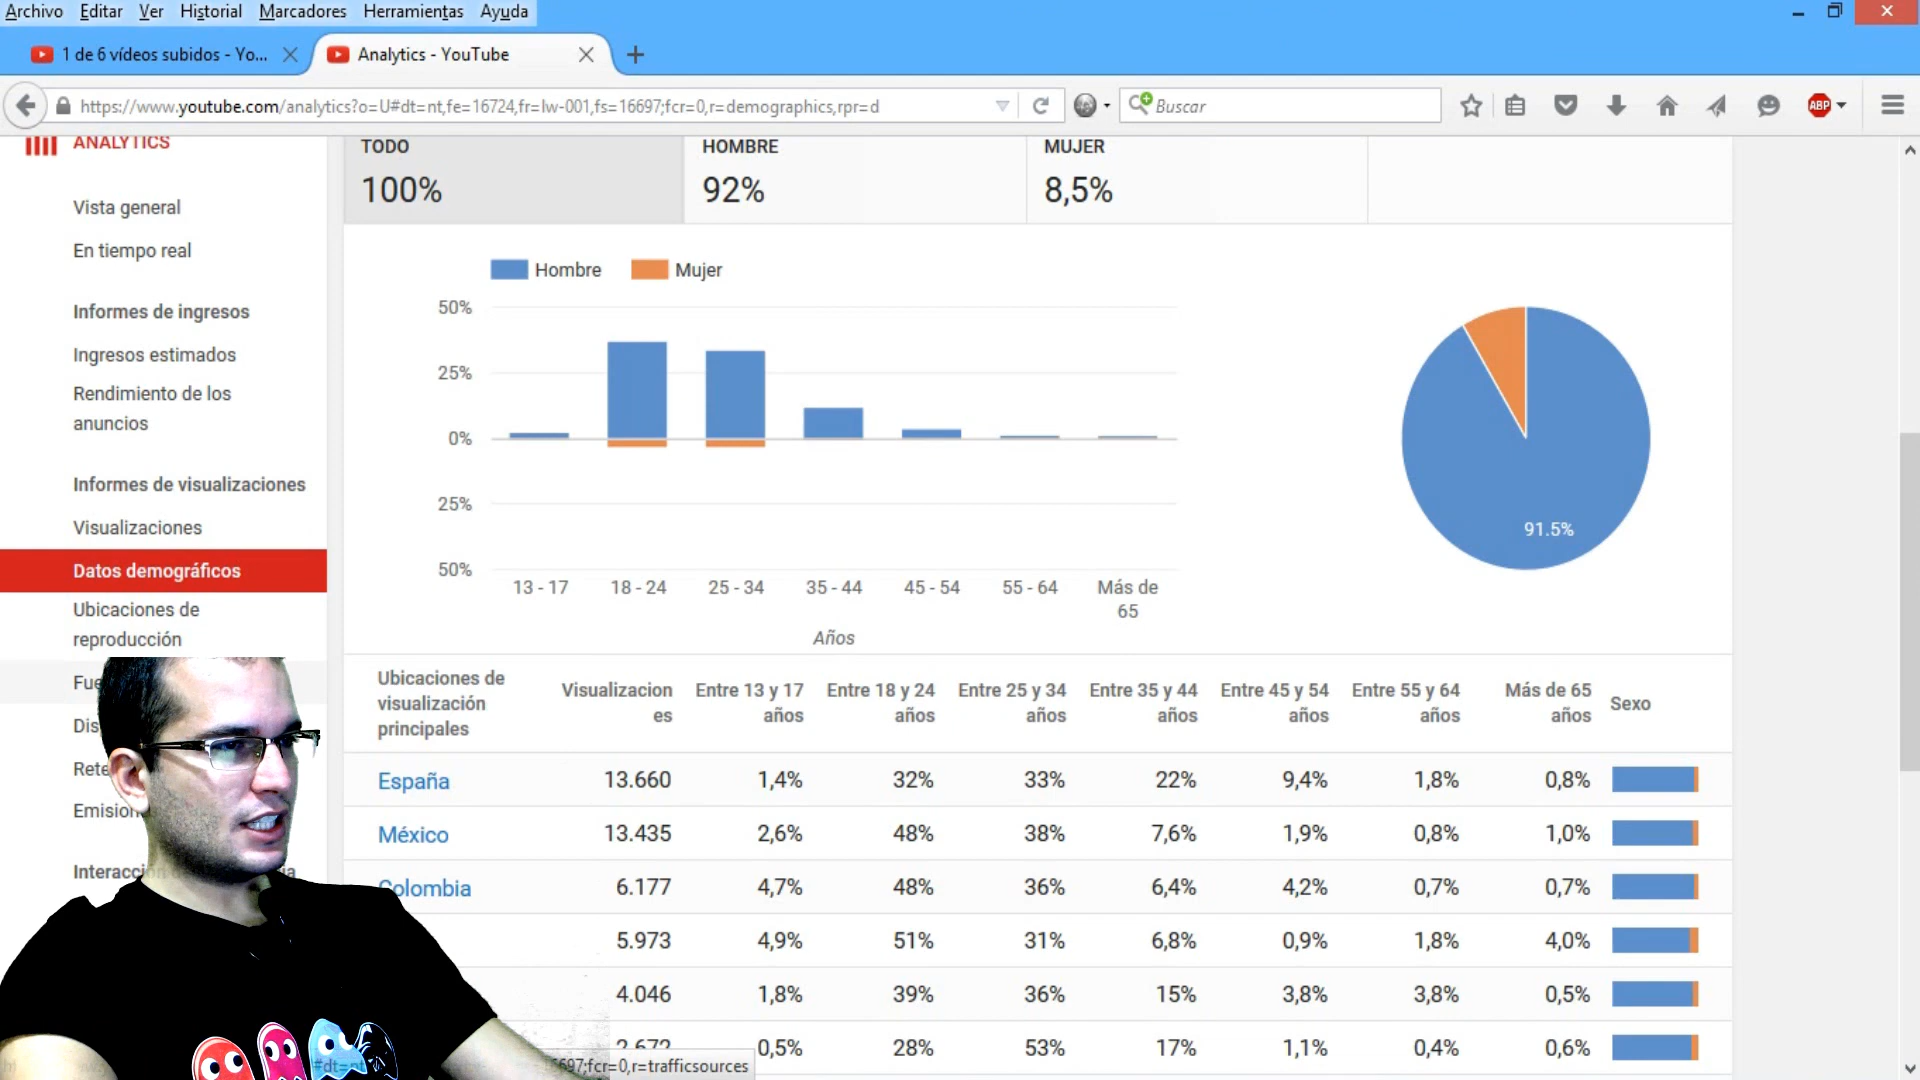 Archivo Editar Ver Historial Marcadores Herramientas Ayuda
1 de 6 vídeos subidos - Yo...
Analytics - YouTube
https://www.youtube.com/analytics?o=U#dt=nt,fe=16724,fr=lw-001,fs=16697;fcr=0,r=demographics,rpr=d
Buscar
ABP
ANALYTICS
Vista general
En tiempo real
Informes de ingresos
Ingresos estimados
Rendimiento de los
anuncios
Informes de visualizaciones
Visualizaciones
Datos demográficos
Ubicaciones de
reproducción
TODO
100%
HOMBRE
92%
MUJER
8,5%
Hombre Mujer
50%
25%
0%
25%
50%
13 - 17 18 - 24 25 - 34 35 - 44 45 - 54 55 - 64 Más de
65
Años
91.5%
Ubicaciones de
visualización
principales
Visualizacion
es
Entre 13 y 17
años
Entre 18 y 24
años
Entre 25 y 34
años
Entre 35 y 44
años
Entre 45 y 54
años
Entre 55 y 64
años
Más de 65
años
Sexo
España 13.660 1,4% 32% 33% 22% 9,4% 1,8% 0,8%
México 13.435 2,6% 48% 38% 7,6% 1,9% 0,8% 1,0%
Colombia 6.177 4,7% 48% 36% 6,4% 4,2% 0,7% 0,7%
5.973 4,9% 51% 31% 6,8% 0,9% 1,8% 4,0%
4.046 1,8% 39% 36% 15% 3,8% 3,8% 0,5%
2.672 0,5% 28% 53% 17% 1,1% 0,4% 0,6%
16697;fcr=0,r=trafficsources